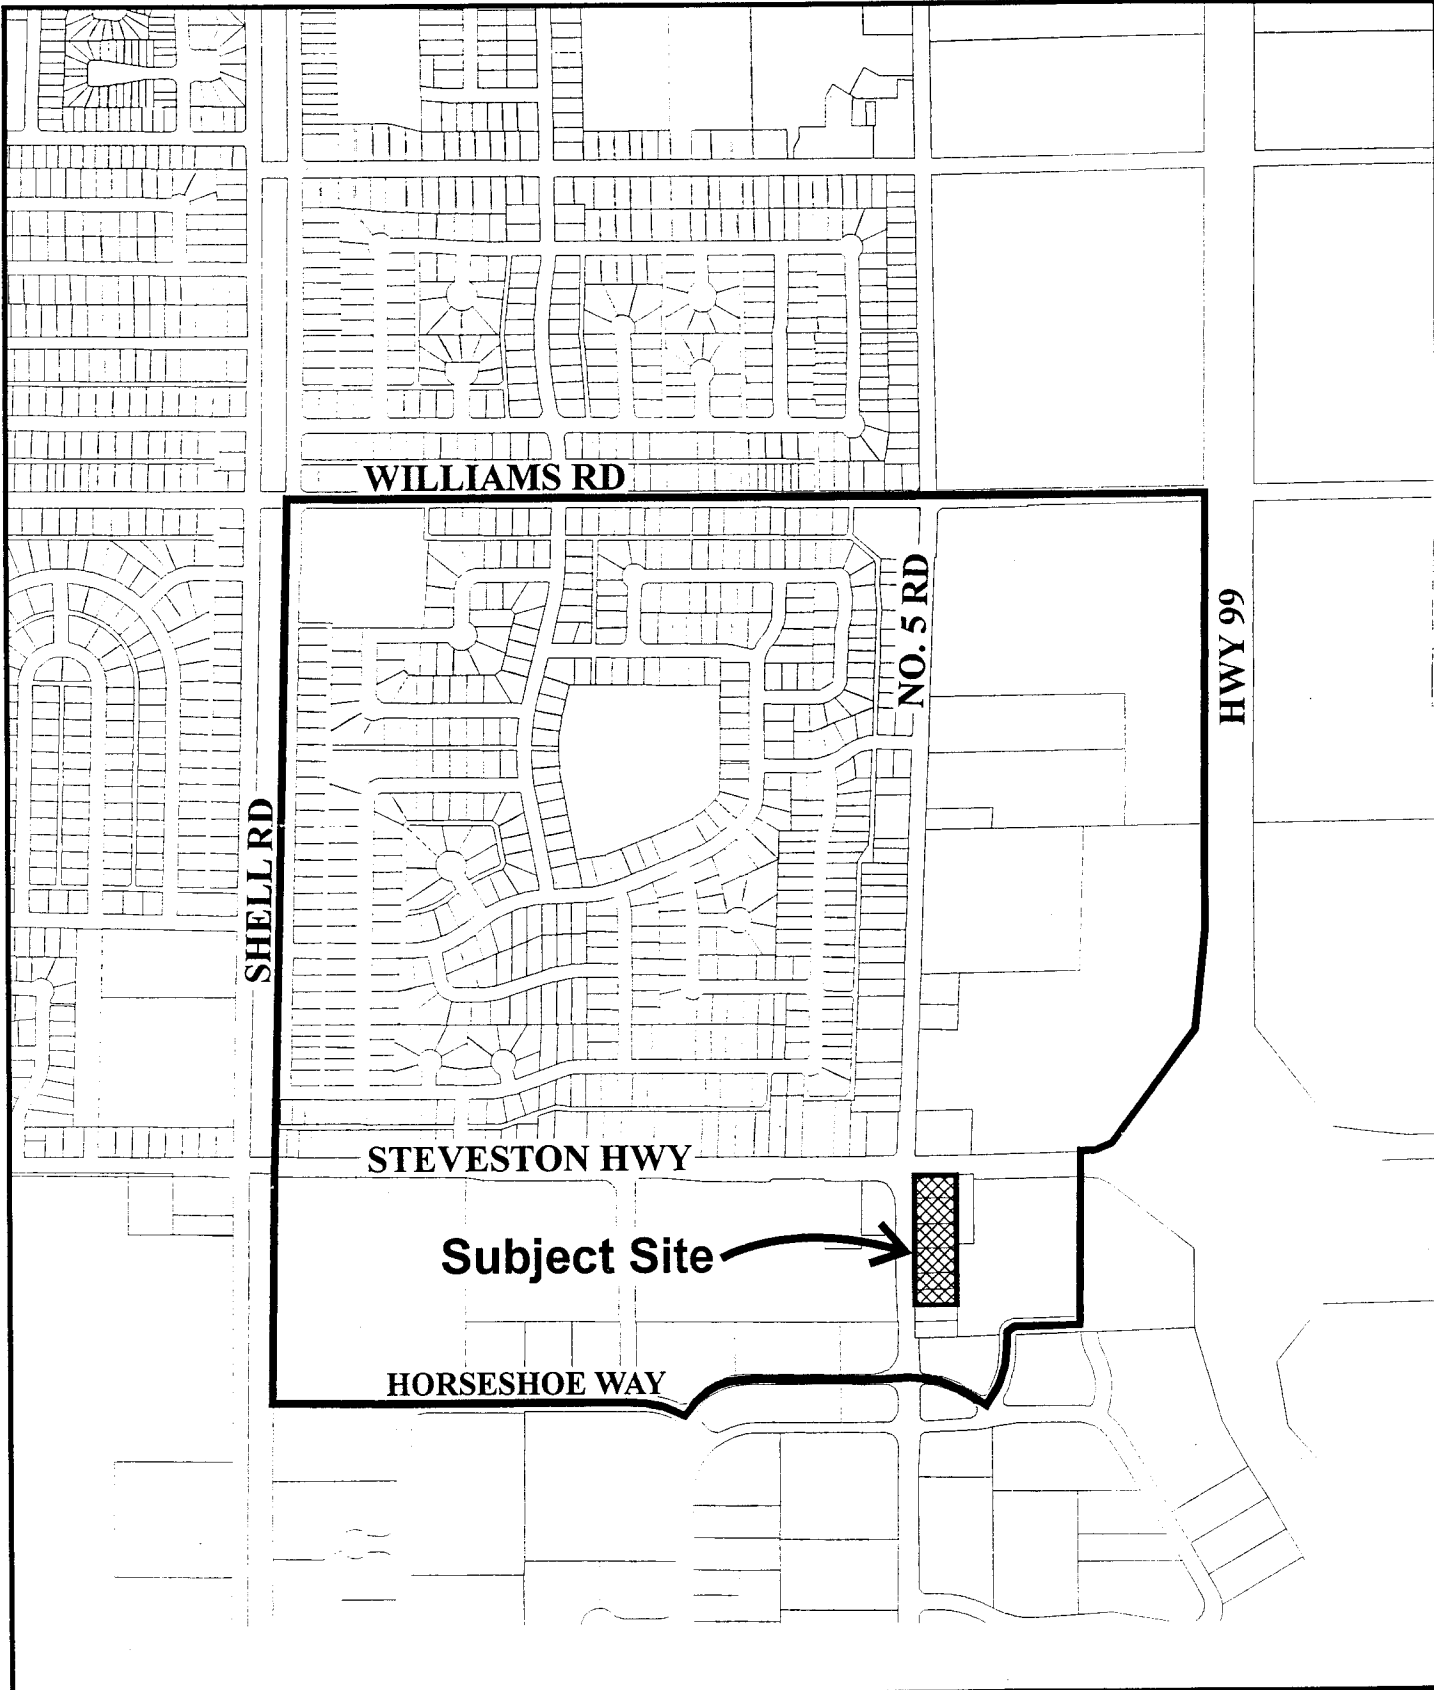 WILLIAMS RD
NO. 5 RD
HWY 99
SHELL RD
STEVESTON HWY
Subject Site
HORSESHOE WAY